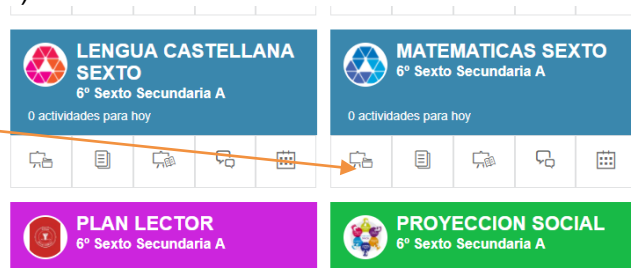 LENGUA CASTELLANA
SEXTO
6º Sexto Secundaria A
0 actividades para hoy
MATEMATICAS SEXTO
6º Sexto Secundaria A
0 actividades para hoy
PLAN LECTOR
6º Sexto Secundaria A
PROYECCION SOCIAL
6º Sexto Secundaria A